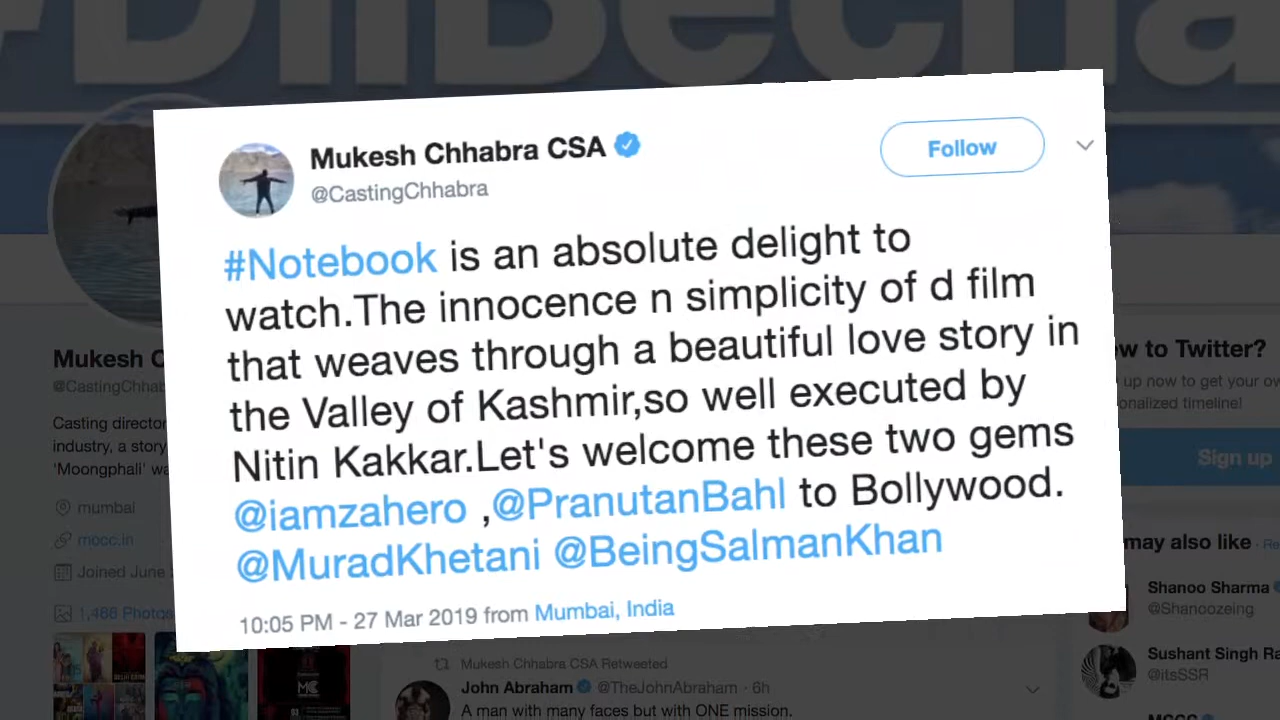 #DilBecha
Mukesh Chhabra CSA
@CastingChhabra
Follow
#Notebook is an absolute delight to
watch.The innocence n simplicity of d film
that weaves through a beautiful love story in
the Valley of Kashmir,so well executed by
Nitin Kakkar.Let's welcome these two gems
@iamzahero ,@PranutanBahl to Bollywood.
@MuradKhetani @BeingSalmanKhan
10:05 PM - 27 Mar 2019 from Mumbai, India
Mukesh C
@CastingChhab
Casting director
industry, a story
'Moongphali' wa
mumbai
mccc.in
Joined June
1,486 Photos
Mukesh Chhabra CSA Retweeted
John Abraham @TheJohnAbraham · 6h
A man with many faces but with ONE mission.
w to Twitter?
up now to get your ow
onalized timeline!
Sign up
may also like · Re
Shanoo Sharma
@Shanoozeing
Sushant Singh Ra
@itsSSR